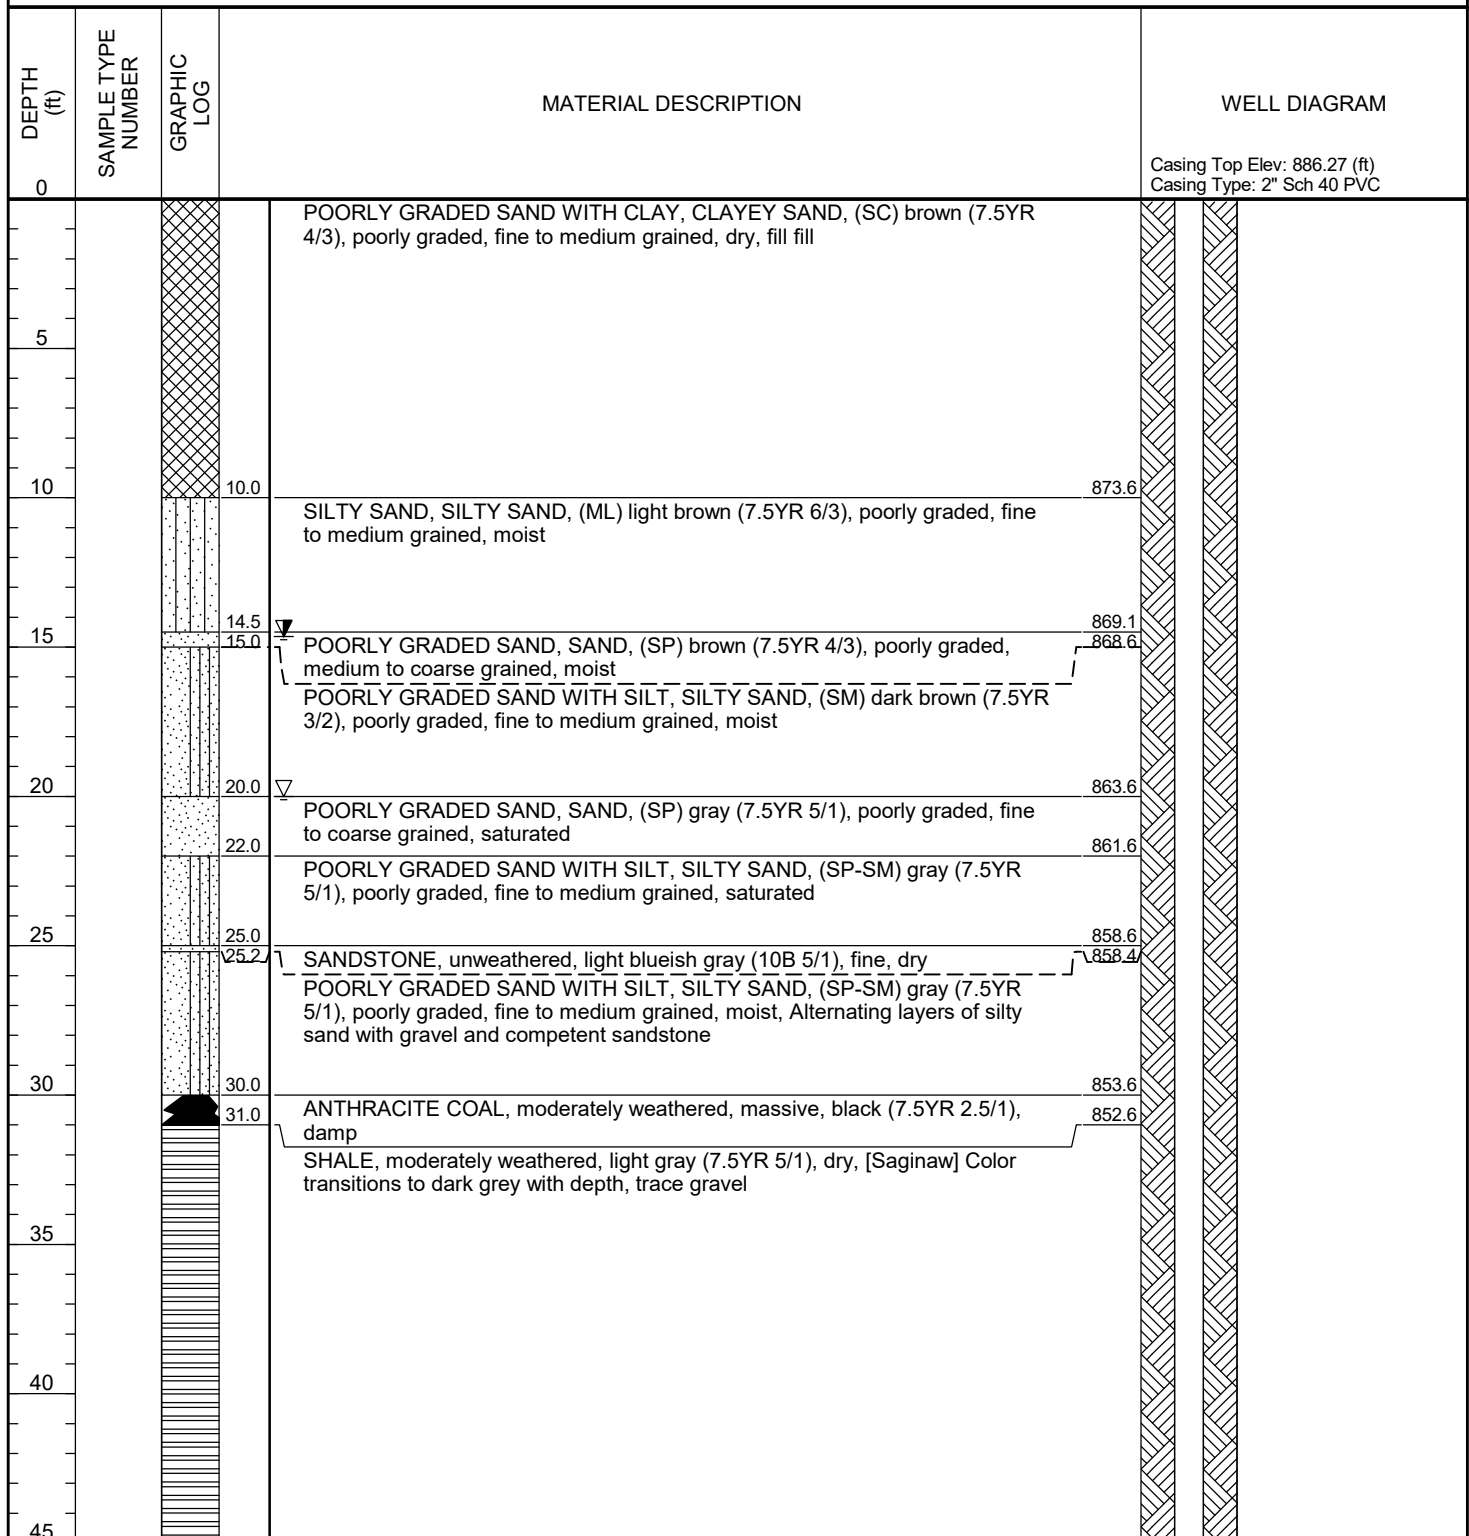 DEPTH
(ft)
SAMPLE TYPE
NUMBER
GRAPHIC
LOG
MATERIAL DESCRIPTION
WELL DIAGRAM
Casing Top Elev: 886.27 (ft)
Casing Type: 2" Sch 40 PVC
0
POORLY GRADED SAND WITH CLAY, CLAYEY SAND, (SC) brown (7.5YR
4/3), poorly graded, fine to medium grained, dry, fill fill
5
10
10.0
873.6
SILTY SAND, SILTY SAND, (ML) light brown (7.5YR 6/3), poorly graded, fine
to medium grained, moist
14.5
869.1
15
15.0
868.6
POORLY GRADED SAND, SAND, (SP) brown (7.5YR 4/3), poorly graded,
medium to coarse grained, moist
POORLY GRADED SAND WITH SILT, SILTY SAND, (SM) dark brown (7.5YR
3/2), poorly graded, fine to medium grained, moist
20
20.0
863.6
POORLY GRADED SAND, SAND, (SP) gray (7.5YR 5/1), poorly graded, fine
to coarse grained, saturated
22.0
861.6
POORLY GRADED SAND WITH SILT, SILTY SAND, (SP-SM) gray (7.5YR
5/1), poorly graded, fine to medium grained, saturated
25
25.0
858.6
25.2
858.4
SANDSTONE, unweathered, light blueish gray (10B 5/1), fine, dry
POORLY GRADED SAND WITH SILT, SILTY SAND, (SP-SM) gray (7.5YR
5/1), poorly graded, fine to medium grained, moist, Alternating layers of silty
sand with gravel and competent sandstone
30
30.0
853.6
ANTHRACITE COAL, moderately weathered, massive, black (7.5YR 2.5/1),
damp
31.0
852.6
SHALE, moderately weathered, light gray (7.5YR 5/1), dry, [Saginaw] Color
transitions to dark grey with depth, trace gravel
35
40
45